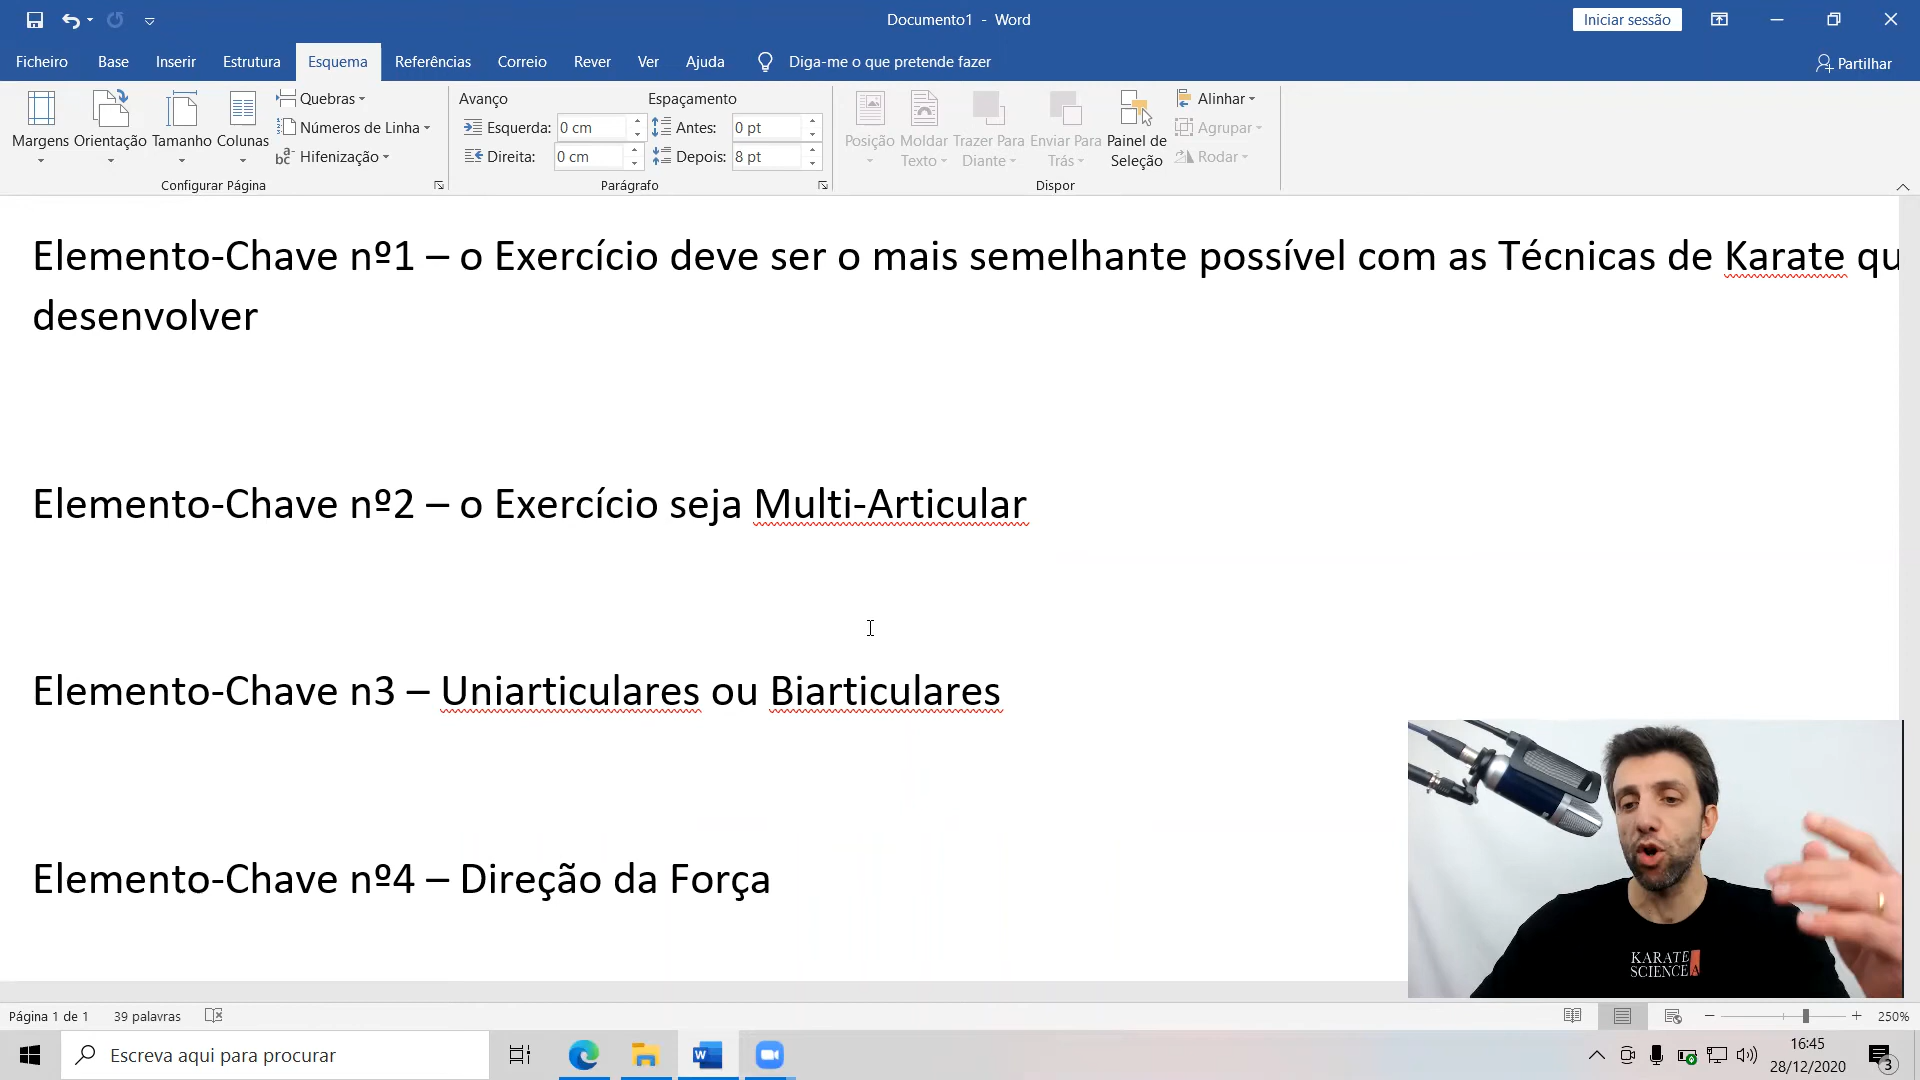 Documento1 - Word
Iniciar sessão
Ficheiro Base Inserir Estrutura Esquema Referências Correio Rever Ver Ajuda Diga-me o que pretende fazer Partilhar
Margens
Orientação
Tamanho
Colunas
Quebras
Números de Linha
Hifenização
Configurar Página
Avanço
Esquerda: 0 cm
Direita: 0 cm
Espaçamento
Antes: 0 pt
Depois: 8 pt
Parágrafo
Posição
Moldar
Texto
Trazer Para
Diante
Enviar Para
Trás
Painel de
Seleção
Alinhar
Agrupar
Rodar
Dispor
Elemento-Chave nº1 – o Exercício deve ser o mais semelhante possível com as Técnicas de Karate qu
desenvolver
Elemento-Chave nº2 – o Exercício seja Multi-Articular
Elemento-Chave n3 – Uniarticulares ou Biarticulares
Elemento-Chave nº4 – Direção da Força
KARATE
SCIENCE
Página 1 de 1 39 palavras 250%
Escreva aqui para procurar
16:45
28/12/2020
3